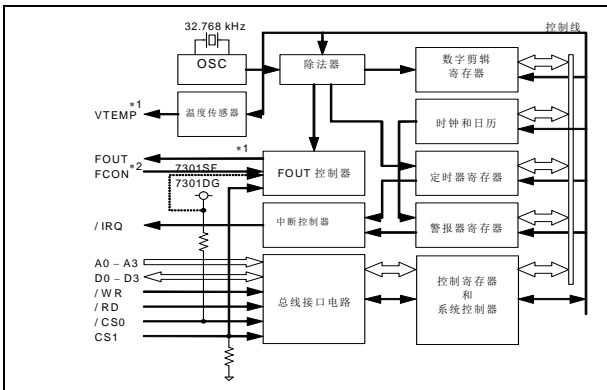 32.768 kHz
控制线
OSC
除法器
数字剪辑
寄存器
VTEMP*1
温度传感器
时钟和日历
*1
FOUT
FCON*2
7301SF
7301DG
FOUT 控制器
定时器寄存器
/IRQ
中断控制器
警报器寄存器
A0 – A3
D0 – D3
/WR
/RD
/CS0
CS1
总线接口电路
控制寄存器
和
系统控制器